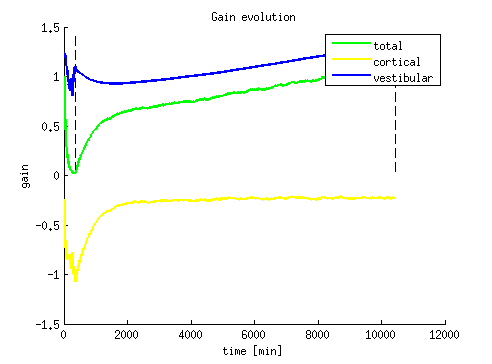 Gain evolution
total
cortical
vestibular
1.5
1
0.5
0
-0.5
-1
-1.5
gain
0 2000 4000 6000 8000 10000 12000
time [min]